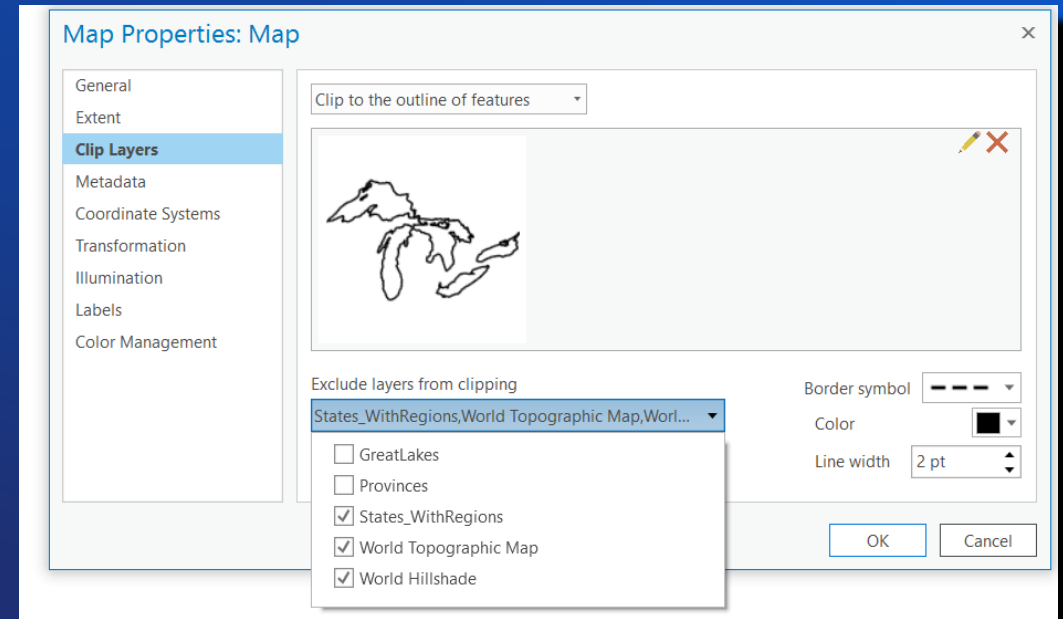 Map Properties: Map
General
Extent
Clip Layers
Metadata
Coordinate Systems
Transformation
Illumination
Labels
Color Management
Clip to the outline of features
Exclude layers from clipping
States_WithRegions,World Topographic Map,Worl...
GreatLakes
Provinces
States_WithRegions
World Topographic Map
World Hillshade
Border symbol
Color
Line width 2 pt
OK Cancel